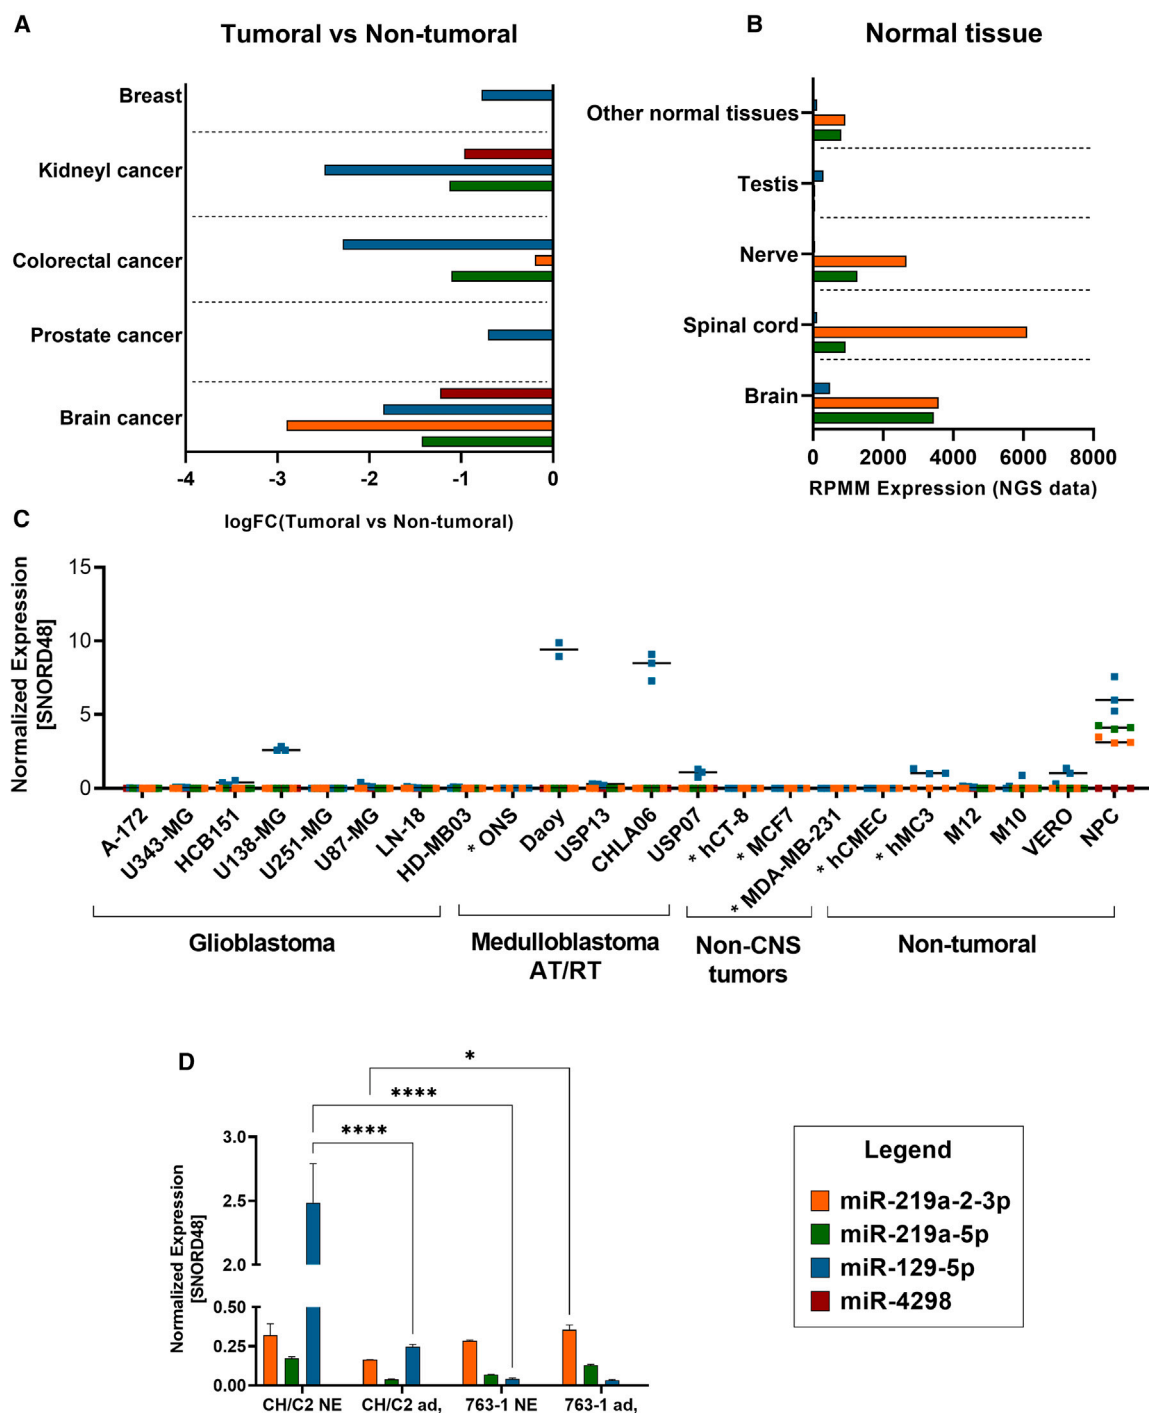 A
Tumoral vs Non-tumoral
Breast
Kidneyl cancer
Colorectal cancer
Prostate cancer
Brain cancer
-4 -3 -2 -1 0
logFC(Tumoral vs Non-tumoral)
B
Normal tissue
Other normal tissues
Testis
Nerve
Spinal cord
Brain
0 2000 4000 6000 8000
RPMM Expression (NGS data)
C
Normalized Expression
[SNORD48]
15
10
5
0
A-172
U343-MG
HCB151
U138-MG
U251-MG
U87-MG
LN-18
HD-MB03
* ONS
Daoy
USP13
CHLA06
USP07
* hCT-8
* MCF7
* MDA-MB-231
* hCMEC
* hMC3
M12
M10
VERO
NPC
Glioblastoma
Medulloblastoma
AT/RT
Non-CNS
tumors
Non-tumoral
D
*
****
****
Normalized Expression
[SNORD48]
3.0
2.5
2.0
0.50
0.25
0.00
CH/C2 NE CH/C2 ad, 763-1 NE 763-1 ad,
Legend
miR-219a-2-3p
miR-219a-5p
miR-129-5p
miR-4298